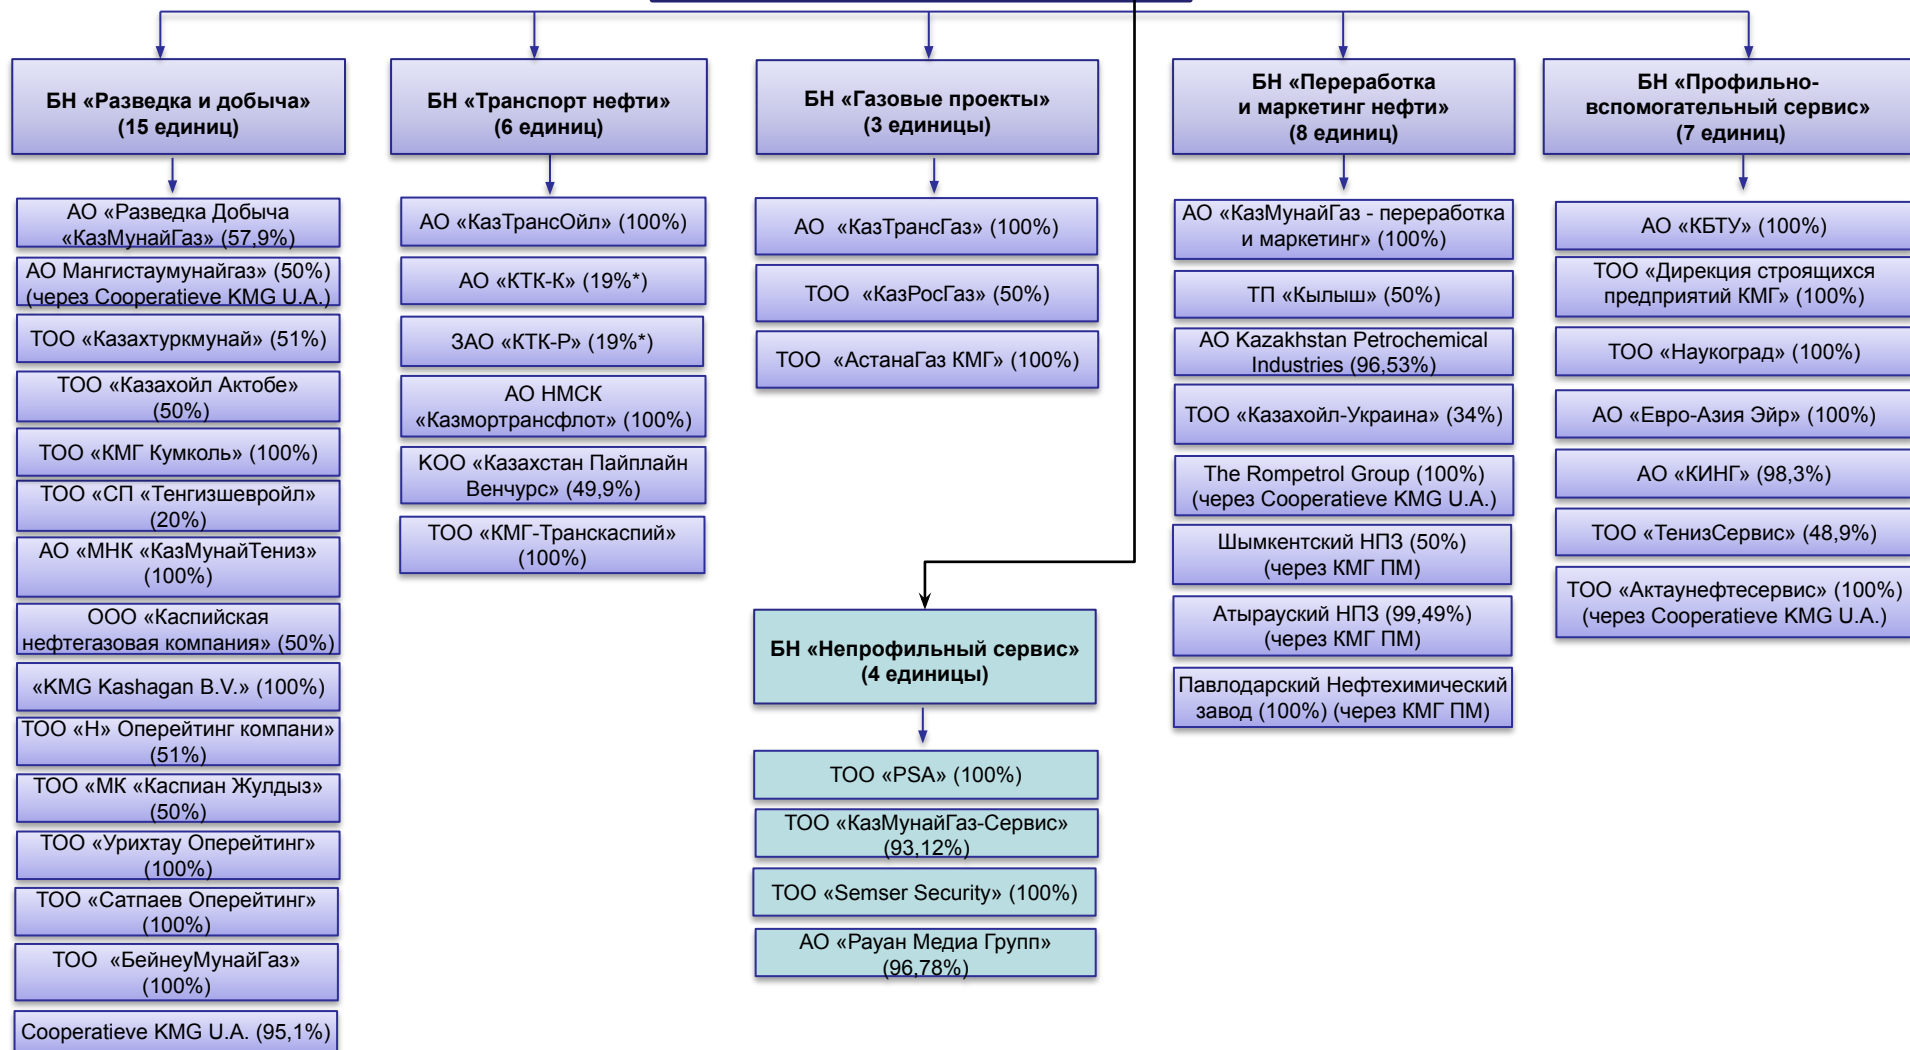 БН «Разведка и добыча»
(15 единиц)
АО «Разведка Добыча
«КазМунайГаз» (57,9%)
АО Мангистаумунайгаз» (50%)
(через Cooperatieve KMG U.A.)
ТОО «Казахтуркмунай» (51%)
ТОО «Казахойл Актобе»
(50%)
ТОО «КМГ Кумколь» (100%)
ТОО «СП «Тенгизшевройл»
(20%)
АО «МНК «КазМунайТениз»
(100%)
ООО «Каспийская
нефтегазовая компания» (50%)
«KMG Kashagan B.V.» (100%)
ТОО «Н» Оперейтинг компани»
(51%)
ТОО «МК «Каспиан Жулдыз»
(50%)
ТОО «Урихтау Оперейтинг»
(100%)
ТОО «Сатпаев Оперейтинг»
(100%)
ТОО «БейнеуМунайГаз»
(100%)
Cooperatieve KMG U.A. (95,1%)
БН «Транспорт нефти»
(6 единиц)
АО «КазТрансОйл» (100%)
АО «КТК-К» (19%*)
ЗАО «КТК-Р» (19%*)
АО НМСК
«Казмортрансфлот» (100%)
КОО «Казахстан Пайплайн
Венчурс» (49,9%)
ТОО «КМГ-Транскаспий»
(100%)
БН «Газовые проекты»
(3 единицы)
АО «КазТрансГаз» (100%)
ТОО «КазРосГаз» (50%)
ТОО «АстанаГаз КМГ» (100%)
БН «Непрофильный сервис»
(4 единицы)
ТОО «PSA» (100%)
ТОО «КазМунайГаз-Сервис»
(93,12%)
ТОО «Semser Security» (100%)
АО «Рауан Медиа Групп»
(96,78%)
БН «Переработка
и маркетинг нефти»
(8 единиц)
АО «КазМунайГаз - переработка
и маркетинг» (100%)
ТП «Кылыш» (50%)
АО Kazakhstan Petrochemical
Industries (96,53%)
ТОО «Казахойл-Украина» (34%)
The Rompetrol Group (100%)
(через Cooperatieve KMG U.A.)
Шымкентский НПЗ (50%)
(через КМГ ПМ)
Атырауский НПЗ (99,49%)
(через КМГ ПМ)
Павлодарский Нефтехимический
завод (100%) (через КМГ ПМ)
БН «Профильно-
вспомогательный сервис»
(7 единиц)
АО «КБТУ» (100%)
ТОО «Дирекция строящихся
предприятий КМГ» (100%)
ТОО «Наукоград» (100%)
АО «Евро-Азия Эйр» (100%)
АО «КИНГ» (98,3%)
ТОО «ТенизСервис» (48,9%)
ТОО «Актаунефтесервис» (100%)
(через Cooperatieve KMG U.A.)